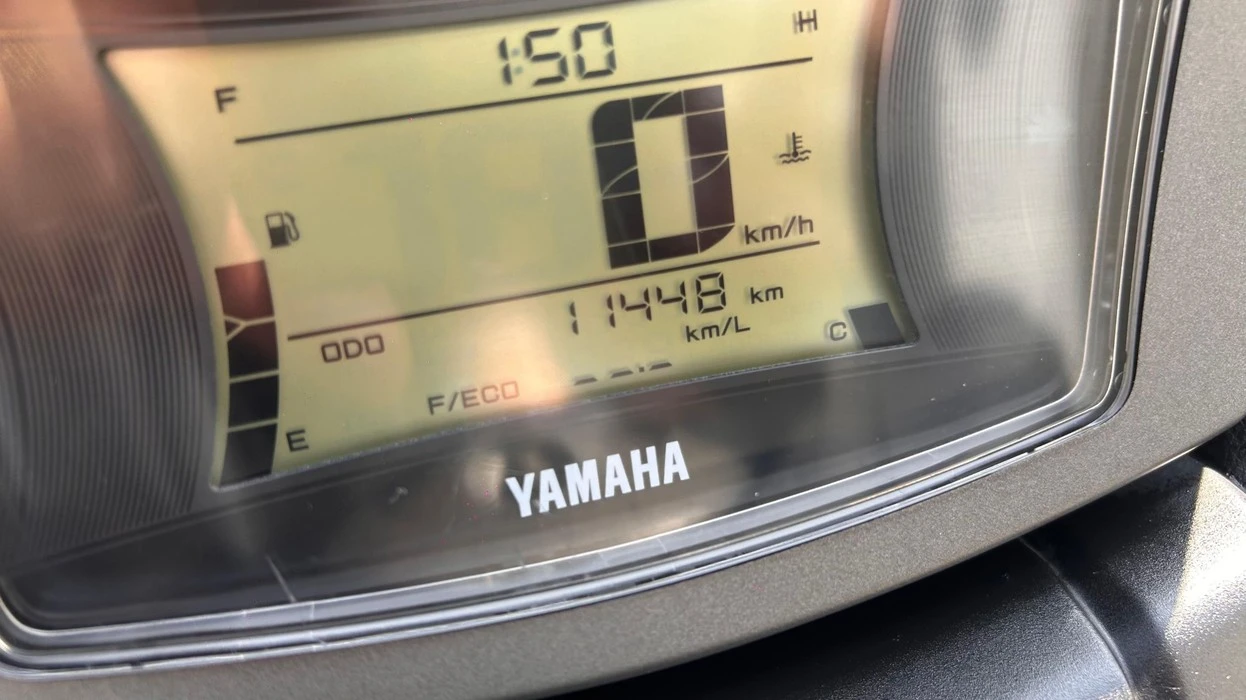 1:50
H
F
0
km/h
11448 km
ODO
km/L
C
F/ECO --.-
E
YAMAHA